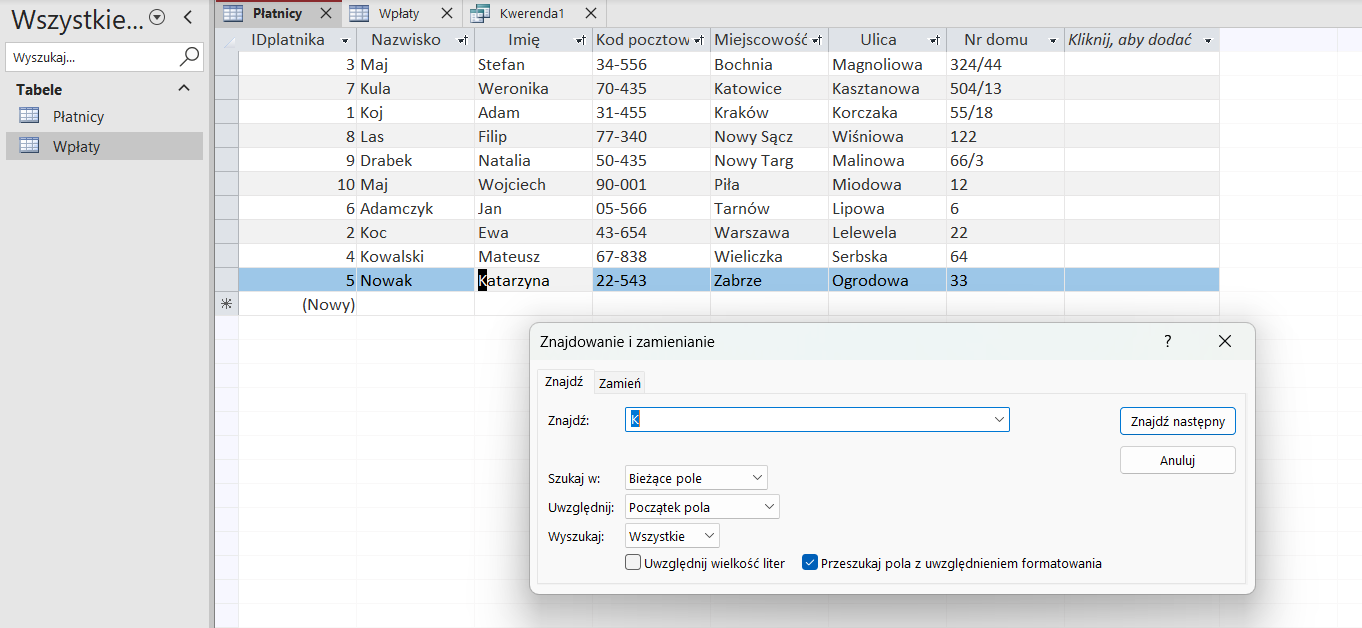 Wszystkie...
Wyszukaj...
Tabele
Płatnicy
Wpłaty
Płatnicy Wpłaty Kwerenda1
IDplatnika Nazwisko Imię Kod pocztow Miejscowość Ulica Nr domu Kliknij, aby dodać
3 Maj Stefan 34-556 Bochnia Magnoliowa 324/44
7 Kula Weronika 70-435 Katowice Kasztanowa 504/13
1 Koj Adam 31-455 Kraków Korczaka 55/18
8 Las Filip 77-340 Nowy Sącz Wiśniowa 122
9 Drabek Natalia 50-435 Nowy Targ Malinowa 66/3
10 Maj Wojciech 90-001 Piła Miodowa 12
6 Adamczyk Jan 05-566 Tarnów Lipowa 6
2 Koc Ewa 43-654 Warszawa Lelewela 22
4 Kowalski Mateusz 67-838 Wieliczka Serbska 64
5 Nowak Katarzyna 22-543 Zabrze Ogrodowa 33
(Nowy)
Znajdowanie i zamienianie ?
Znajdź Zamień
Znajdź: K Znajdź następny
Anuluj
Szukaj w: Bieżące pole
Uwzględnij: Początek pola
Wyszukaj: Wszystkie
Uwzględnij wielkość liter Przeszukaj pola z uwzględnieniem formatowania